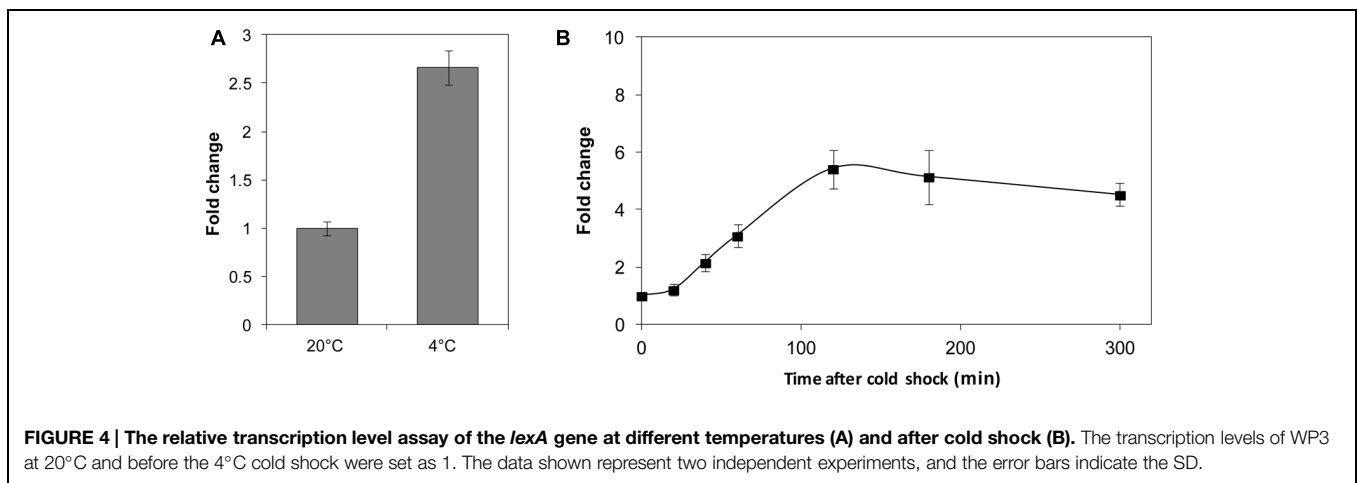 A
Fold change
3
2.5
2
1.5
1
0.5
0
20°C 4°C
B
Fold change
10
8
6
4
2
0
0 100 200 300
Time after cold shock (min)
FIGURE 4 | The relative transcription level assay of the lexA gene at different temperatures (A) and after cold shock (B). The transcription levels of WP3
at 20°C and before the 4°C cold shock were set as 1. The data shown represent two independent experiments, and the error bars indicate the SD.